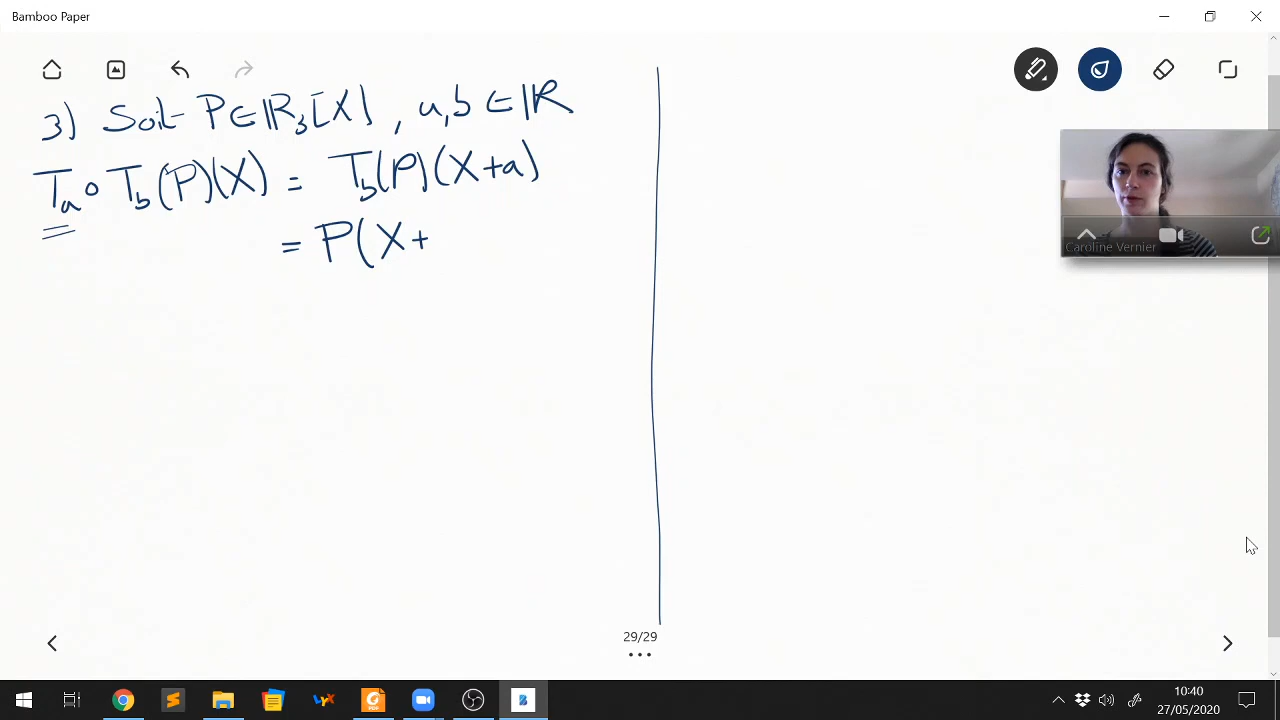 Bamboo Paper
3) Soit P∈ℝ₃[X], a,b ∈ ℝ
Tₐ∘T_b(P)(X) = T_b(P)(X+a)
= P(X+
Caroline Vernier
29/29
10:40
27/05/2020